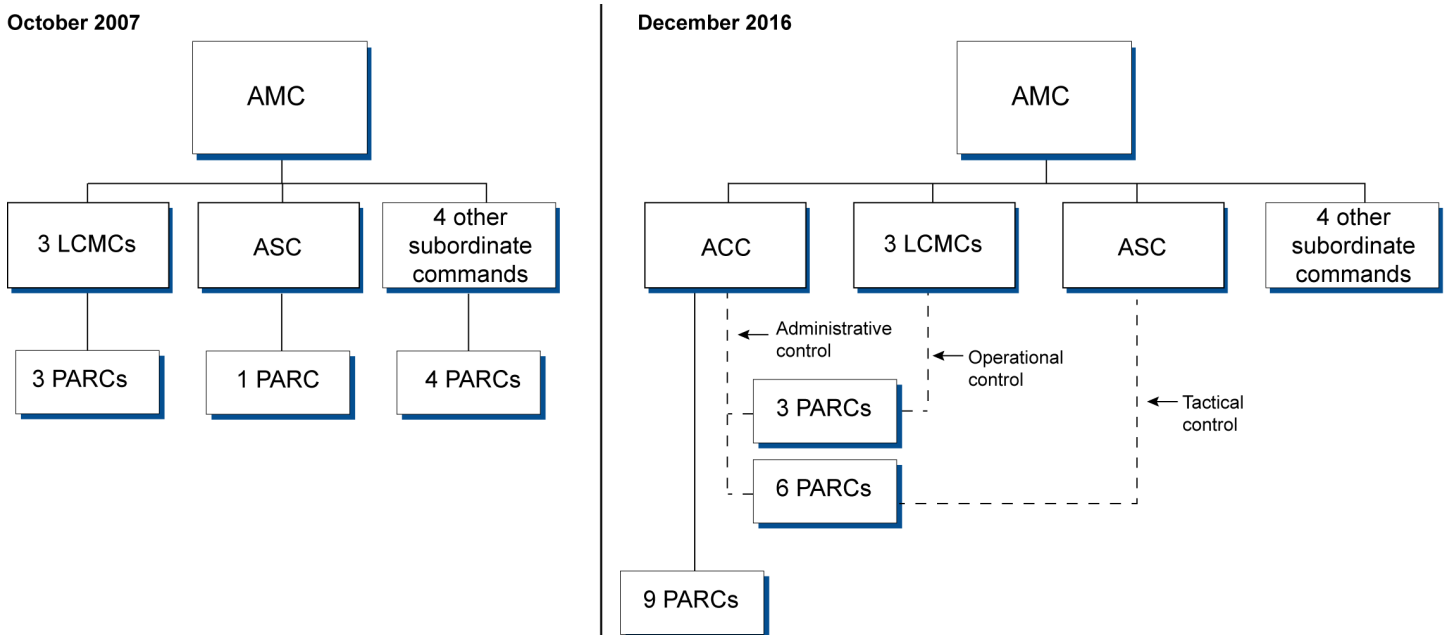 October 2007
AMC
3 LCMCs
ASC
4 other
subordinate
commands
3 PARCs
1 PARC
4 PARCs
December 2016
AMC
ACC
3 LCMCs
ASC
4 other
subordinate
commands
Administrative
control
Operational
control
Tactical
control
3 PARCs
6 PARCs
9 PARCs